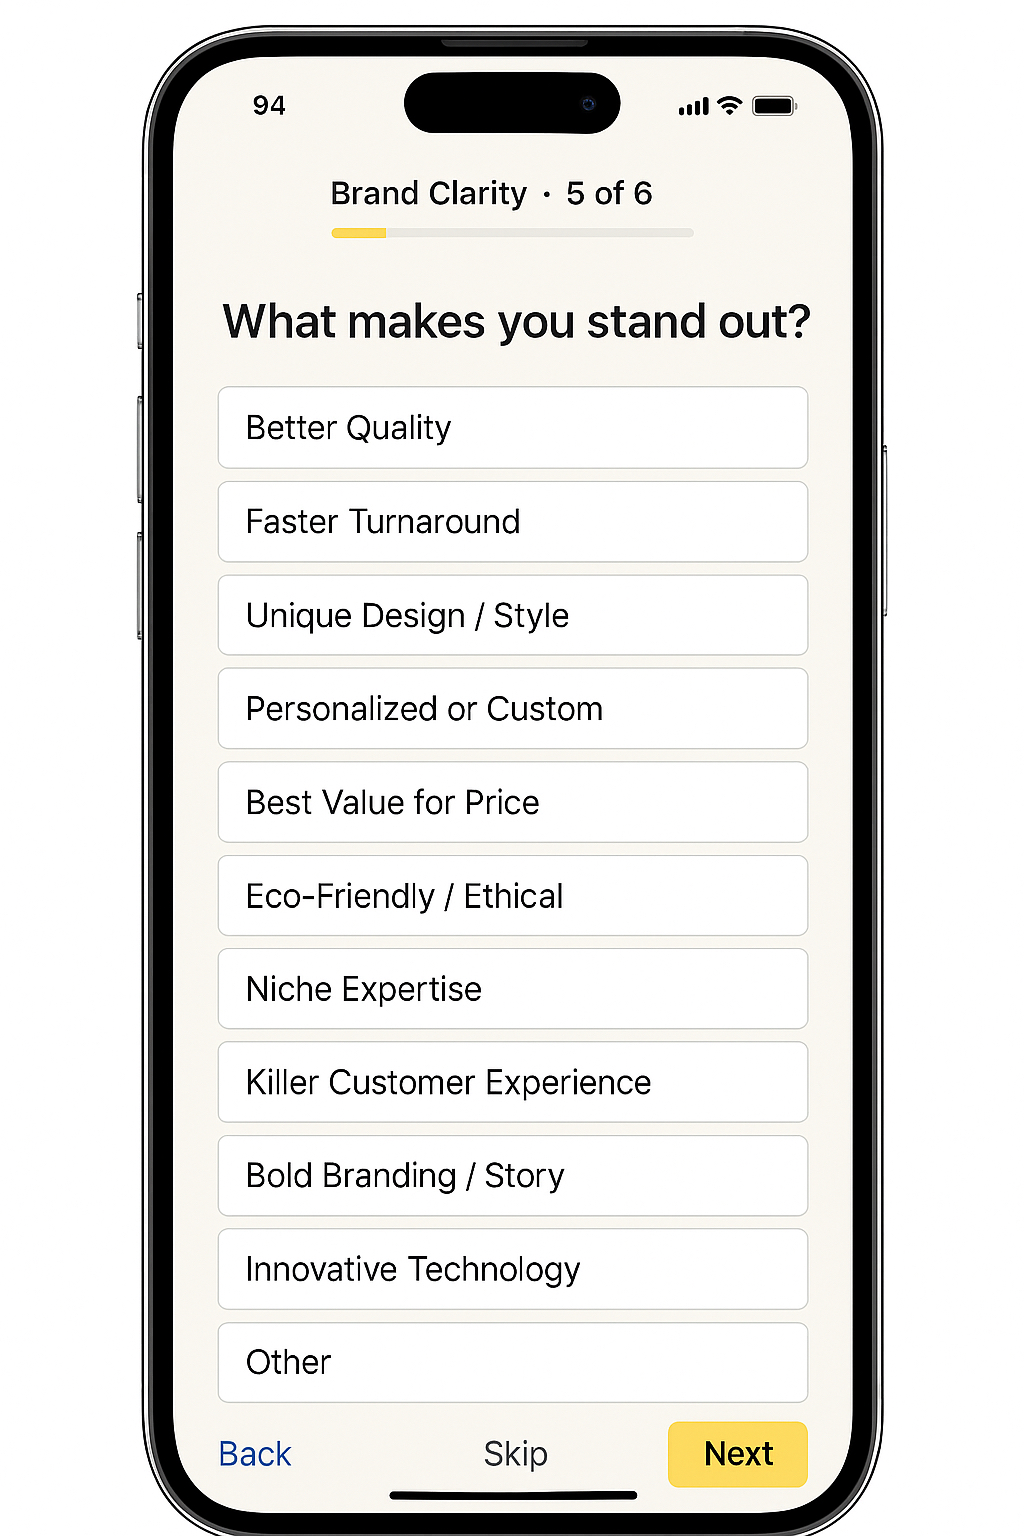 94
Brand Clarity · 5 of 6
What makes you stand out?
Better Quality
Faster Turnaround
Unique Design / Style
Personalized or Custom
Best Value for Price
Eco-Friendly / Ethical
Niche Expertise
Killer Customer Experience
Bold Branding / Story
Innovative Technology
Other
Back Skip Next